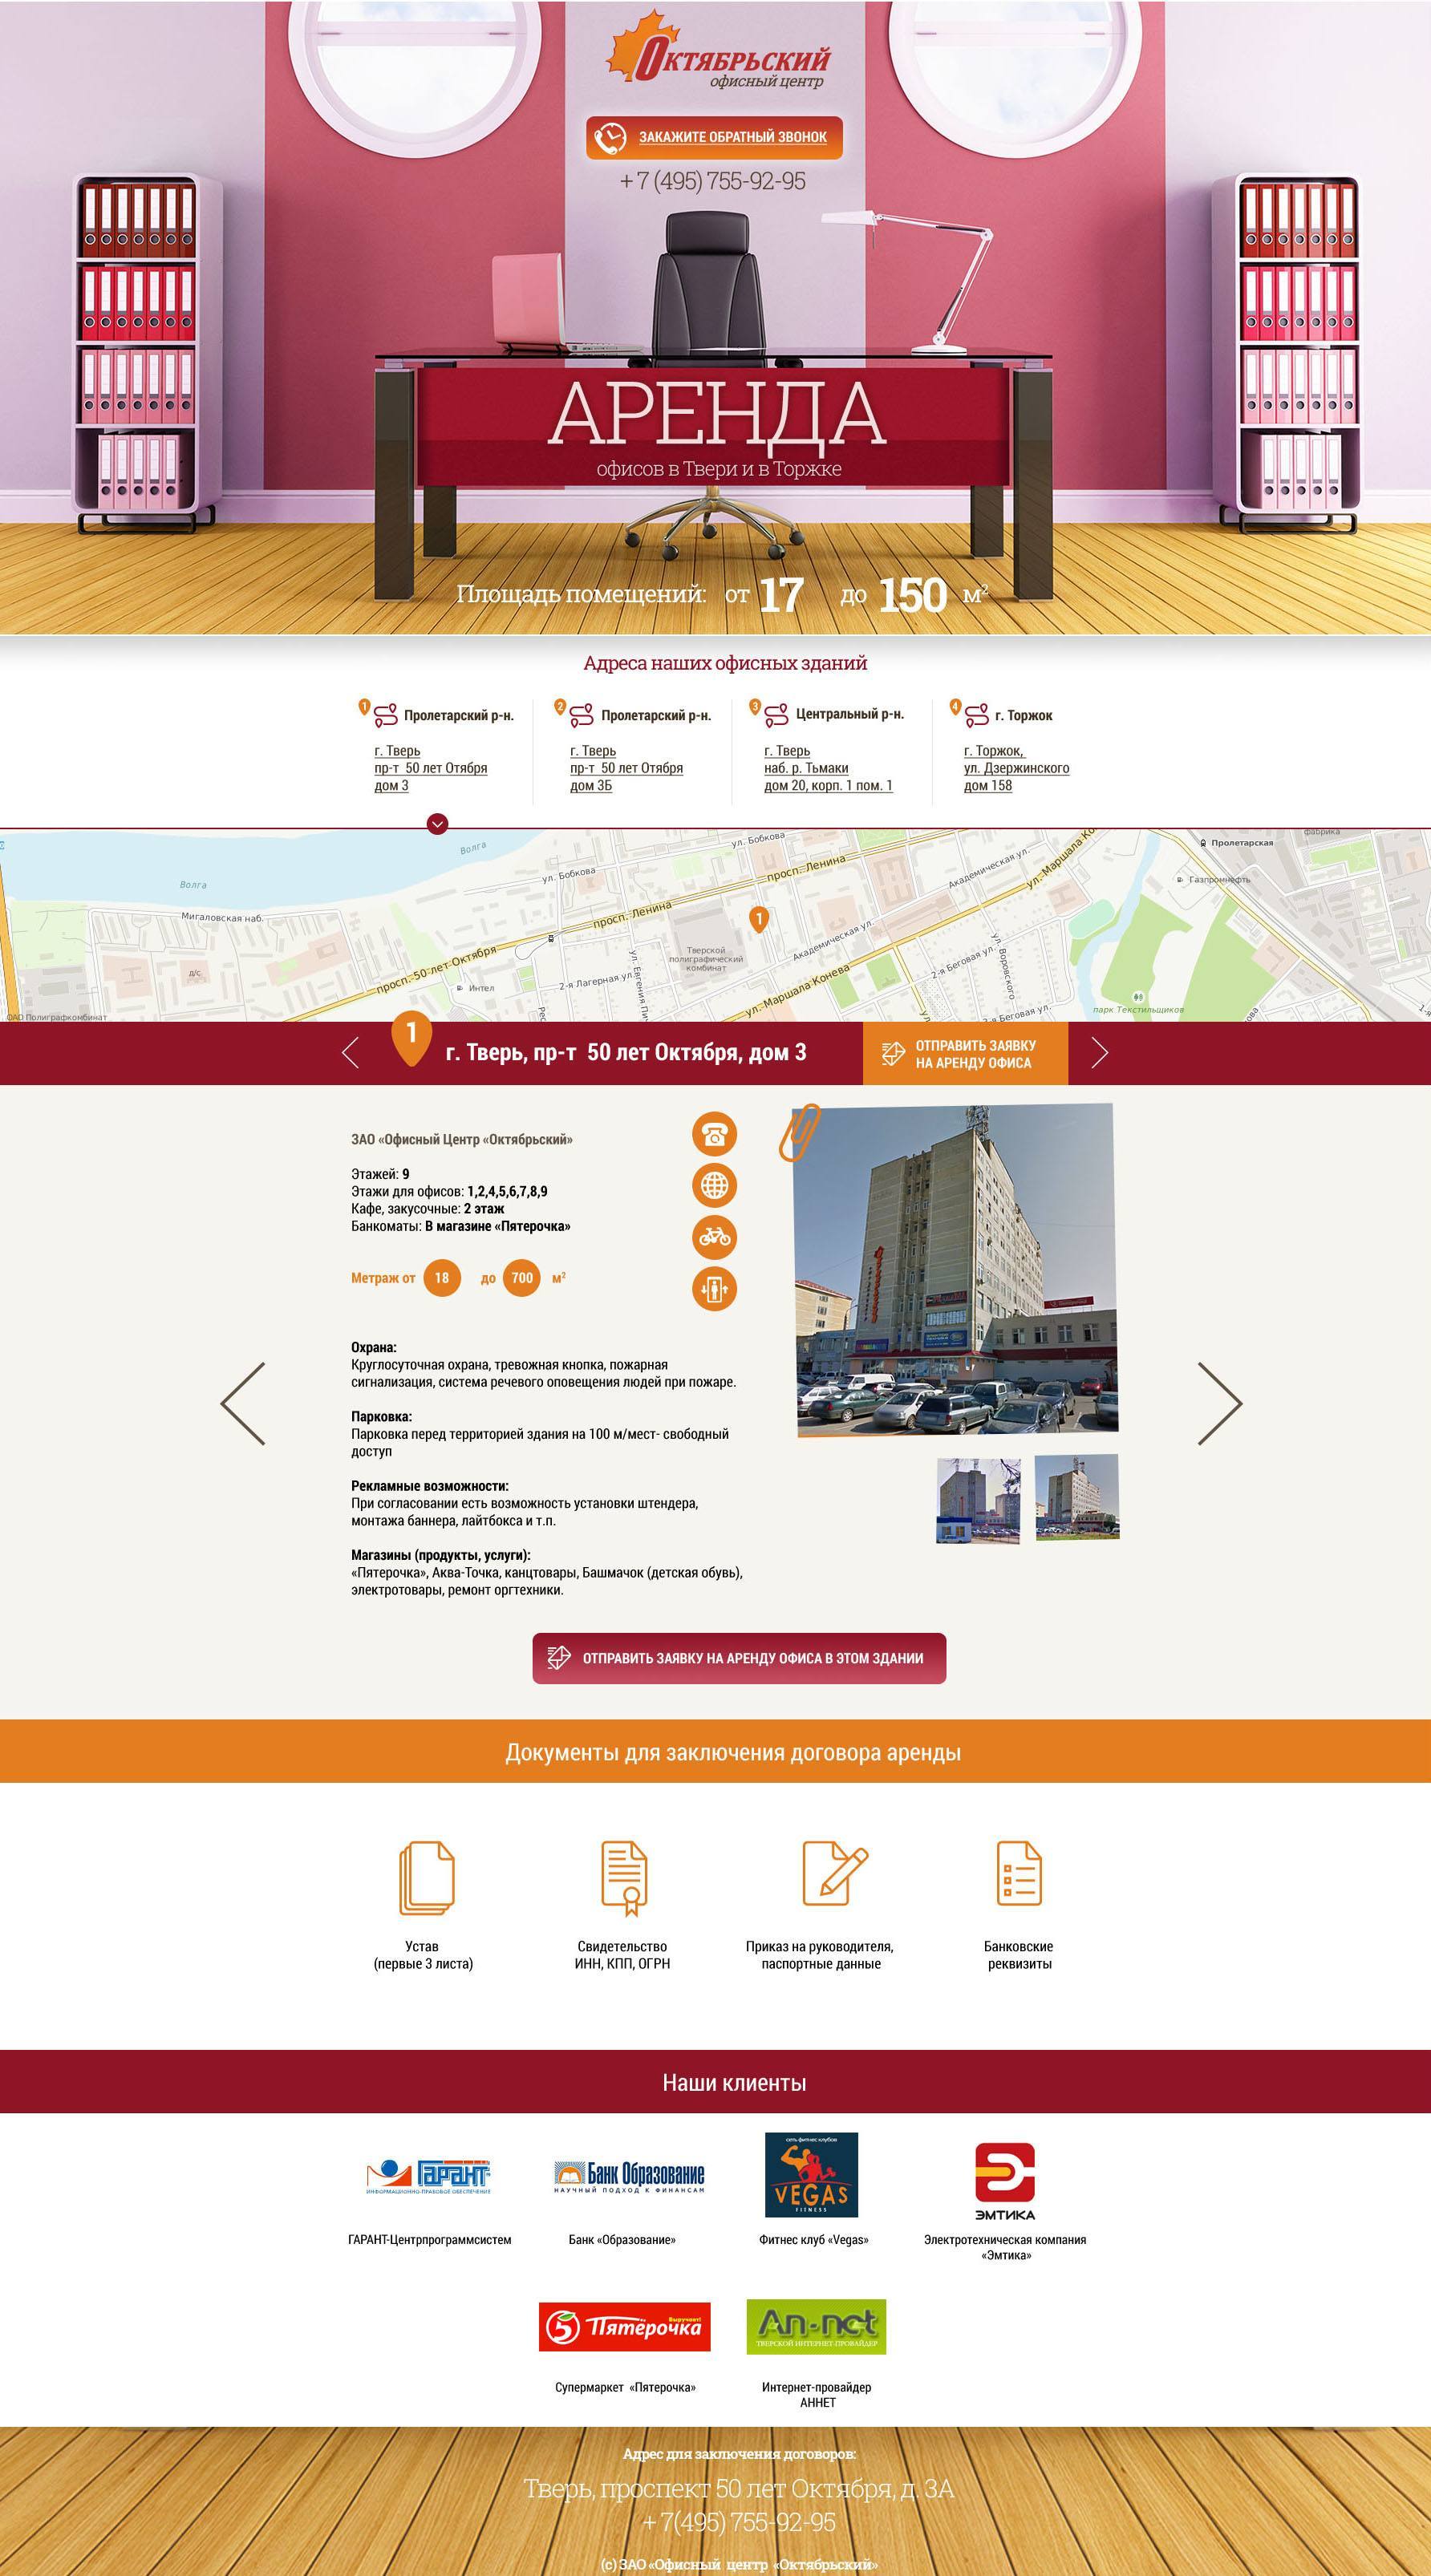 Октябрьский
офисный центр
ЗАКАЖИТЕ ОБРАТНЫЙ ЗВОНОК
+ 7 (495) 755-92-95
АРЕНДА
офисов в Твери и в Торжке
Площадь помещений: от 17 до 150 м²
Адреса наших офисных зданий
1 Пролетарский р-н.
г. Тверь
пр-т 50 лет Отября
дом 3
2 Пролетарский р-н.
г. Тверь
пр-т 50 лет Отября
дом 3Б
3 Центральный р-н.
г. Тверь
наб. р. Тьмаки
дом 20, корп. 1 пом. 1
4 г. Торжок
г. Торжок,
ул. Дзержинского
дом 158
Волга
Волга
Мигаловская наб.
д/с
ОАО Полиграфкомбинат
просп. 50 лет Октября
Интел
ул. Бобкова
ул. Бобкова
просп. Ленина
просп. Ленина
2-я Лагерная ул.
Тверской
полиграфический
комбинат
1
Академическая ул.
Академическая ул.
ул. Маршала Конева
ул. Маршала Ко
2-я Беговая ул.
2-я Беговая ул.
ул. Воровского
фабрика
Пролетарская
Газпромнефть
парк Текстильщиков
1 г. Тверь, пр-т 50 лет Октября, дом 3
ОТПРАВИТЬ ЗАЯВКУ
НА АРЕНДУ ОФИСА
ЗАО «Офисный Центр «Октябрьский»
Этажей: 9
Этажи для офисов: 1,2,4,5,6,7,8,9
Кафе, закусочные: 2 этаж
Банкоматы: В магазине «Пятерочка»
Метраж от 18 до 700 м²
Охрана:
Круглосуточная охрана, тревожная кнопка, пожарная
сигнализация, система речевого оповещения людей при пожаре.
Парковка:
Парковка перед территорией здания на 100 м/мест- свободный
доступ
Рекламные возможности:
При согласовании есть возможность установки штендера,
монтажа баннера, лайтбокса и т.п.
Магазины (продукты, услуги):
«Пятерочка», Аква-Точка, канцтовары, Башмачок (детская обувь),
электротовары, ремонт оргтехники.
ОТПРАВИТЬ ЗАЯВКУ НА АРЕНДУ ОФИСА В ЭТОМ ЗДАНИИ
Документы для заключения договора аренды
Устав
(первые 3 листа)
Свидетельство
ИНН, КПП, ОГРН
Приказ на руководителя,
паспортные данные
Банковские
реквизиты
Наши клиенты
Гарант
ИНФОРМАЦИОННО-ПРАВОВОЕ ОБЕСПЕЧЕНИЕ
ГАРАНТ-Центрпрограммсистем
Банк Образование
НАУЧНЫЙ ПОДХОД К ФИНАНСАМ
Банк «Образование»
сеть фитнес клубов
VEGAS
FITNESS
Фитнес клуб «Vegas»
ЭМТИКА
Электротехническая компания
«Эмтика»
Выручает!
5 Пятёрочка
Супермаркет «Пятерочка»
An-net
ТВЕРСКОЙ ИНТЕРНЕТ-ПРОВАЙДЕР
Интернет-провайдер
АННЕТ
Адрес для заключения договоров:
Тверь, проспект 50 лет Октября, д. 3А
+ 7(495) 755-92-95
(с) ЗАО «Офисный центр «Октябрьский»